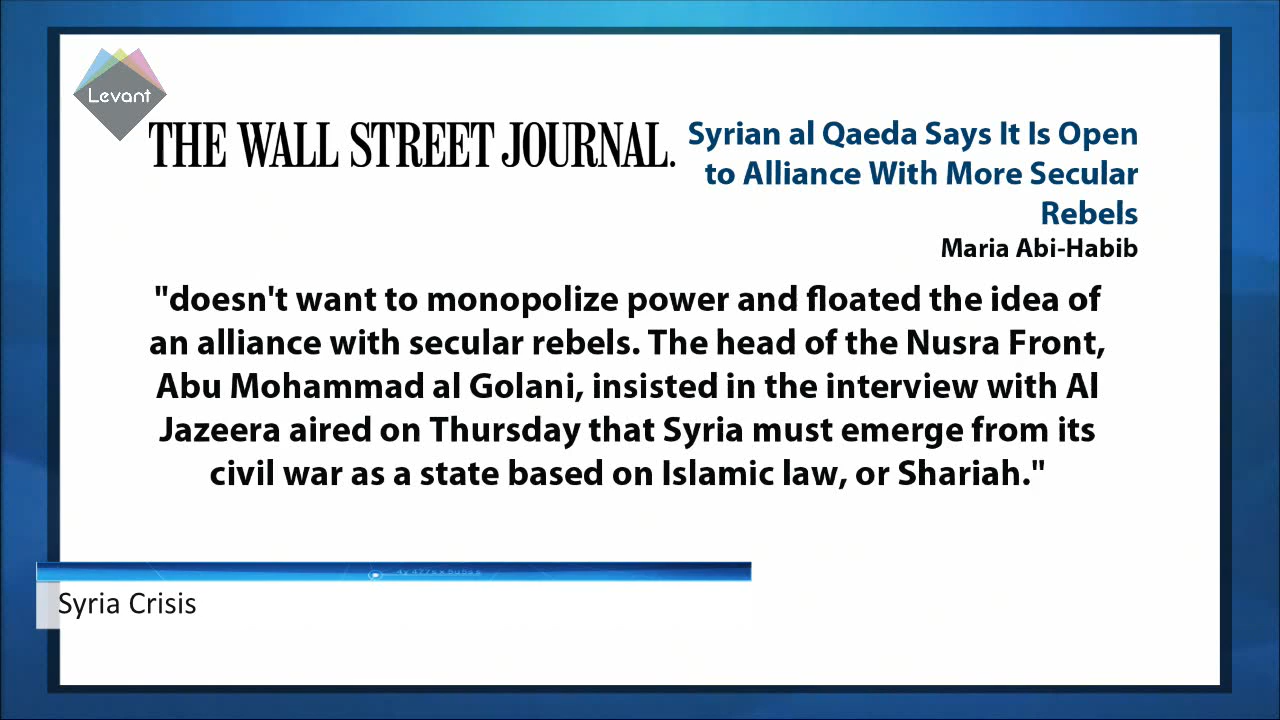 Levant
THE WALL STREET JOURNAL.
Syrian al Qaeda Says It Is Open
to Alliance With More Secular
Rebels
Maria Abi-Habib
"doesn't want to monopolize power and floated the idea of
an alliance with secular rebels. The head of the Nusra Front,
Abu Mohammad al Golani, insisted in the interview with Al
Jazeera aired on Thursday that Syria must emerge from its
civil war as a state based on Islamic law, or Shariah."
Syria Crisis